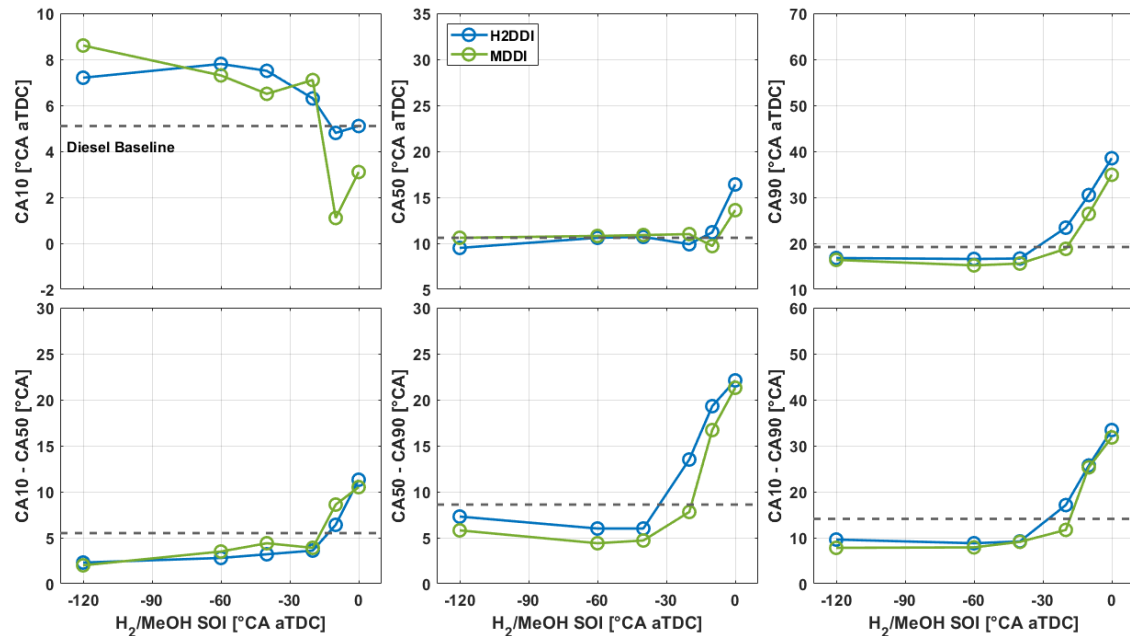 CA10 [°CA aTDC]
10
8
6
4
2
0
-2
Diesel Baseline
CA50 [°CA aTDC]
35
30
25
20
15
10
5
H2DDI
MDDI
CA90 [°CA aTDC]
70
60
50
40
30
20
10
CA10 - CA50 [°CA]
30
25
20
15
10
5
0
-120 -90 -60 -30 0
H₂/MeOH SOI [°CA aTDC]
CA50 - CA90 [°CA]
30
25
20
15
10
5
0
-120 -90 -60 -30 0
H₂/MeOH SOI [°CA aTDC]
CA10 - CA90 [°CA]
60
50
40
30
20
10
0
-120 -90 -60 -30 0
H₂/MeOH SOI [°CA aTDC]